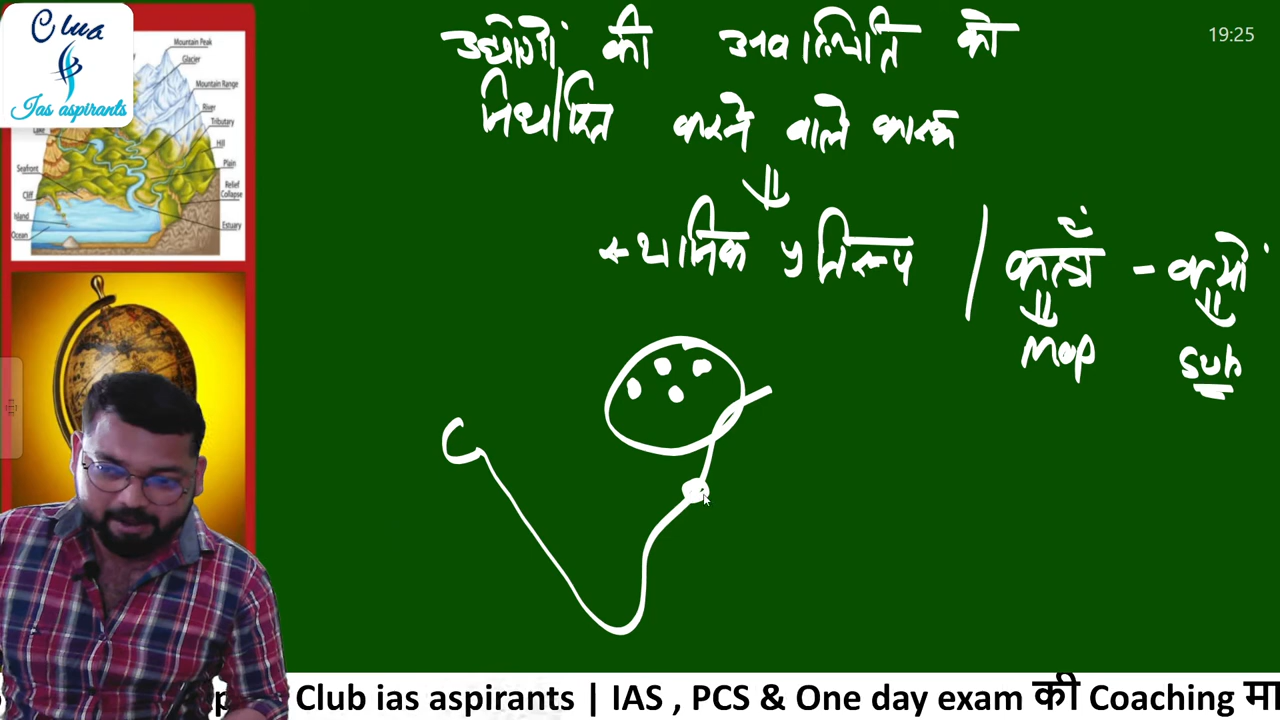 Clua
Ias aspirants
Mountain Peak
Glacier
Mountain Range
River
Tributary
Hill
Plain
Lake
Seafront
Cliff
Relief
Collapse
Island
Estuary
Ocean
19:25
उद्योगों की अवस्थिति को
निर्धारित करने वाले कारक
स्थानिक प्रतिरूप | कहाँ - क्यों
Map
Sub
Club ias aspirants | IAS , PCS & One day exam की Coaching मा